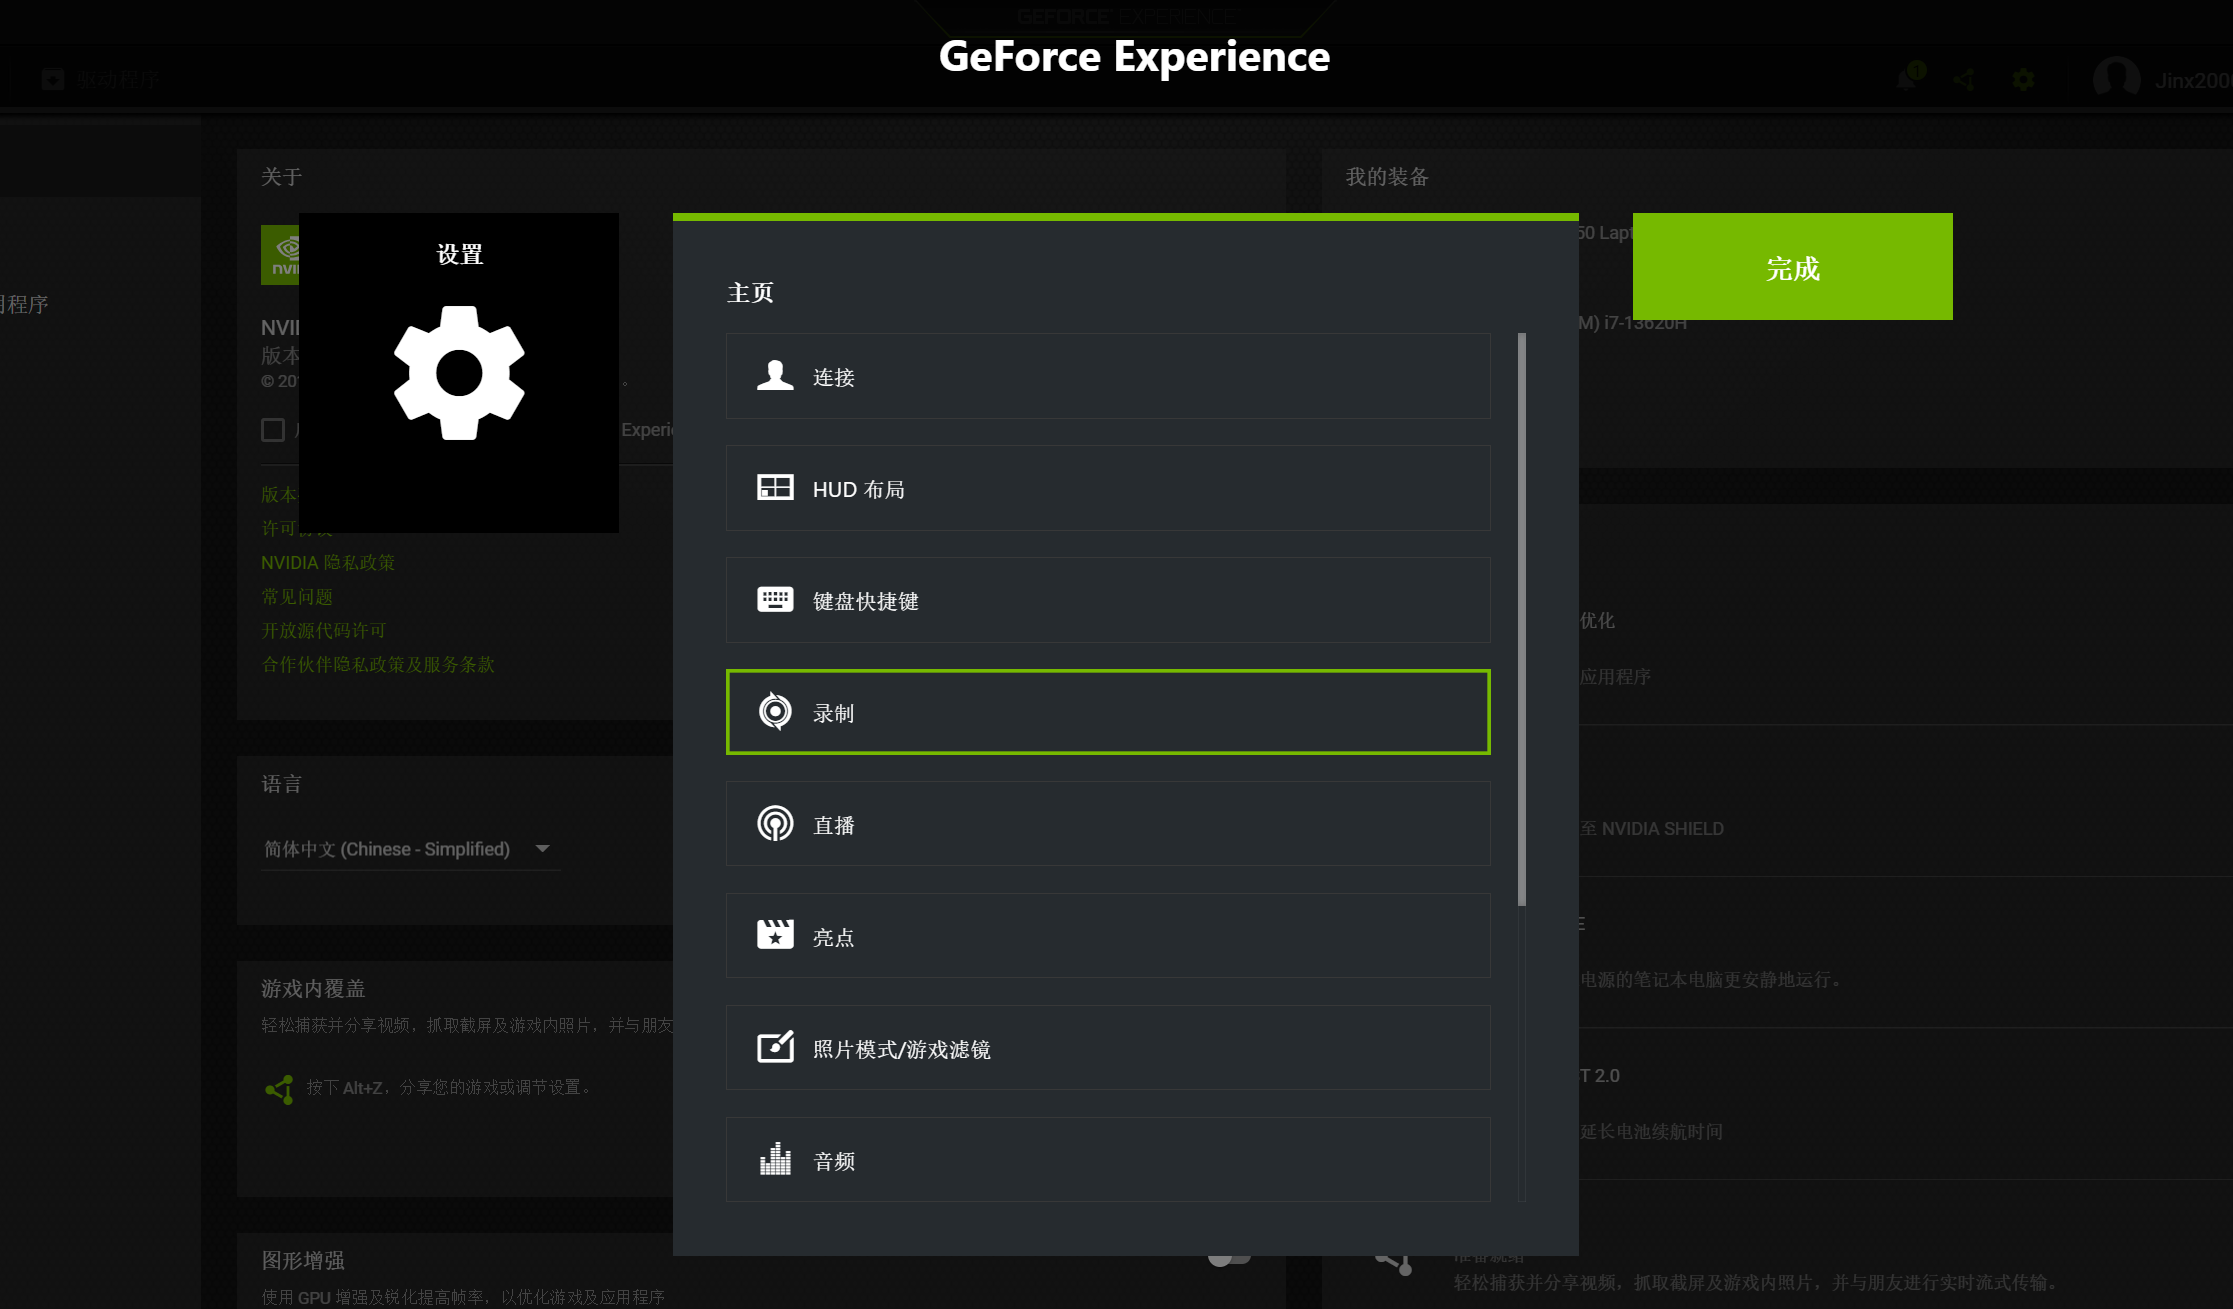 GEFORCE EXPERIENCE
GeForce Experience
驱动程序
1
Jinx200
用程序
关于
NVI
版本
© 20
。
Experie
版本
许可协议
NVIDIA 隐私政策
常见问题
开放源代码许可
合作伙伴隐私政策及服务条款
语言
简体中文 (Chinese - Simplified)
游戏内覆盖
轻松捕获并分享视频，抓取截屏及游戏内照片，并与朋友
按下 Alt+Z，分享您的游戏或调节设置。
图形增强
使用 GPU 增强及锐化提高帧率，以优化游戏及应用程序
设置
主页
连接
HUD 布局
键盘快捷键
录制
直播
亮点
照片模式/游戏滤镜
音频
完成
我的装备
50 Lapt
M) i7-13620H
优化
应用程序
至 NVIDIA SHIELD
E
电源的笔记本电脑更安静地运行。
T 2.0
延长电池续航时间
准备就绪
轻松捕获并分享视频，抓取截屏及游戏内照片，并与朋友进行实时流式传输。